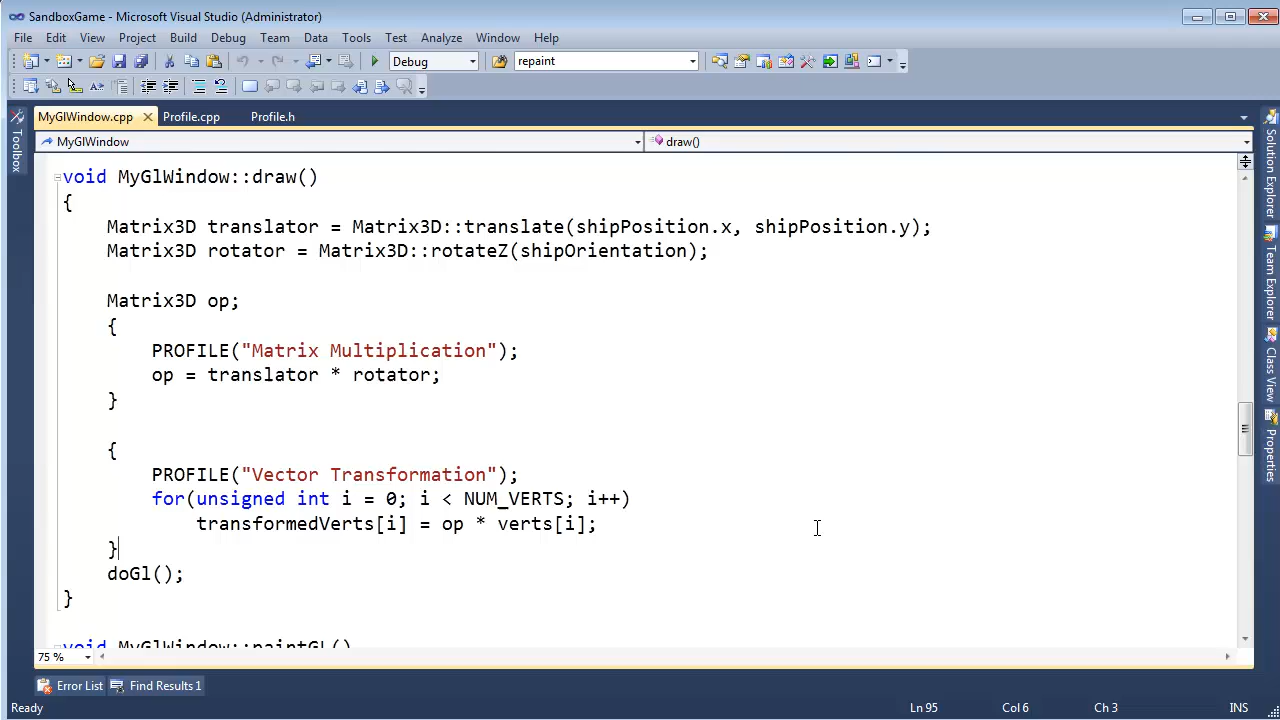 SandboxGame - Microsoft Visual Studio (Administrator)
File Edit View Project Build Debug Team Data Tools Test Analyze Window Help
Debug repaint
MyGlWindow.cpp Profile.cpp Profile.h
MyGlWindow draw()
Toolbox
Solution Explorer
Team Explorer
Class View
Properties
void MyGlWindow::draw()
{
Matrix3D translator = Matrix3D::translate(shipPosition.x, shipPosition.y);
Matrix3D rotator = Matrix3D::rotateZ(shipOrientation);
Matrix3D op;
{
PROFILE("Matrix Multiplication");
op = translator * rotator;
}
{
PROFILE("Vector Transformation");
for(unsigned int i = 0; i < NUM_VERTS; i++)
transformedVerts[i] = op * verts[i];
}
doGl();
}
void MyGlWindow::paintGL()
75 %
Error List Find Results 1
Ready Ln 95 Col 6 Ch 3 INS